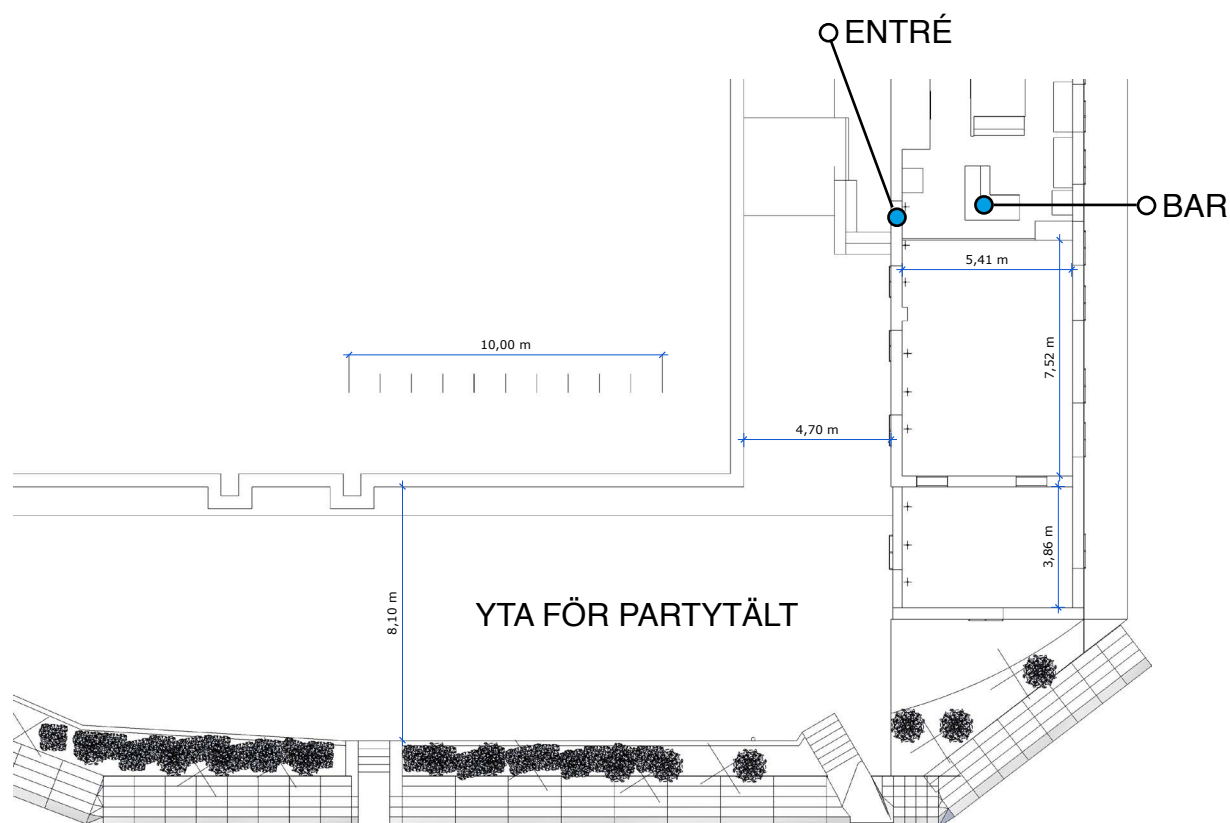 ENTRÉ
BAR
5,41 m
10,00 m
7,52 m
4,70 m
3,86 m
8,10 m
YTA FÖR PARTYTÄLT